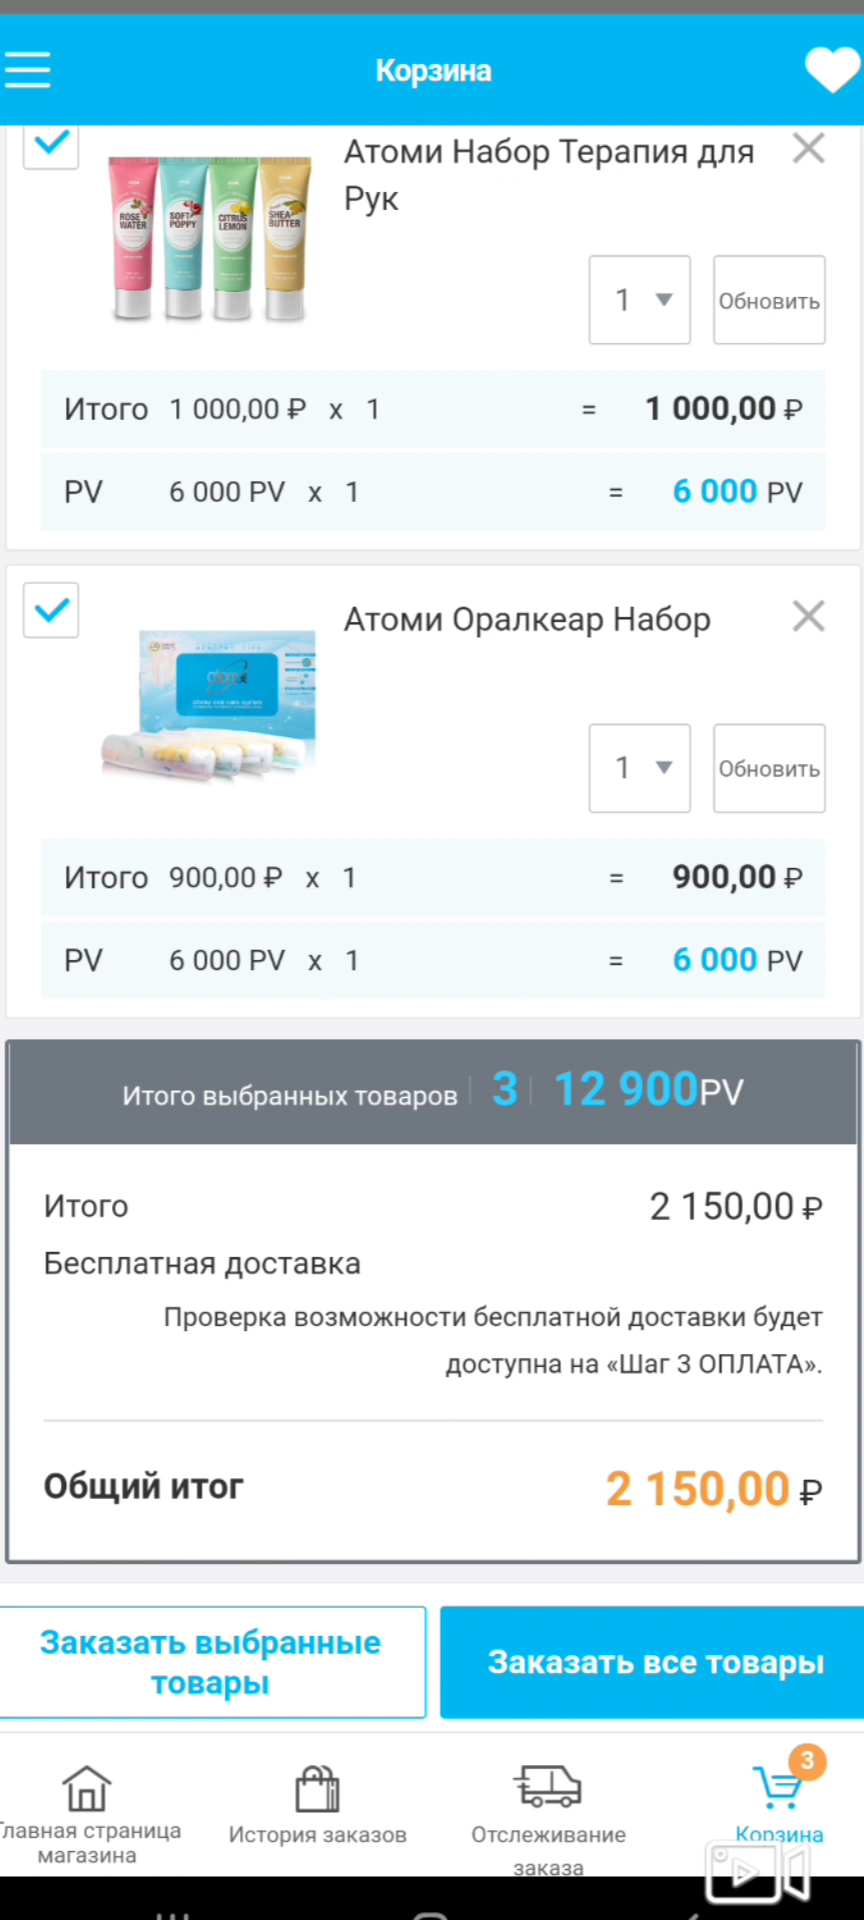 Корзина
Атоми Набор Терапия для
Рук
ROSE
WATER
SOFT
POPPY
CITRUS
LEMON
SHEA
BUTTER
1
Обновить
Итого 1 000,00 ₽ x 1 = 1 000,00 ₽
PV 6 000 PV x 1 = 6 000 PV
Атоми Оралкеар Набор
1
Обновить
Итого 900,00 ₽ x 1 = 900,00 ₽
PV 6 000 PV x 1 = 6 000 PV
Итого выбранных товаров 3 12 900PV
Итого 2 150,00 ₽
Бесплатная доставка
Проверка возможности бесплатной доставки будет
доступна на «Шаг 3 ОПЛАТА».
Общий итог 2 150,00 ₽
Заказать выбранные
товары
Заказать все товары
3
Главная страница
магазина
История заказов
Отслеживание
заказа
Корзина